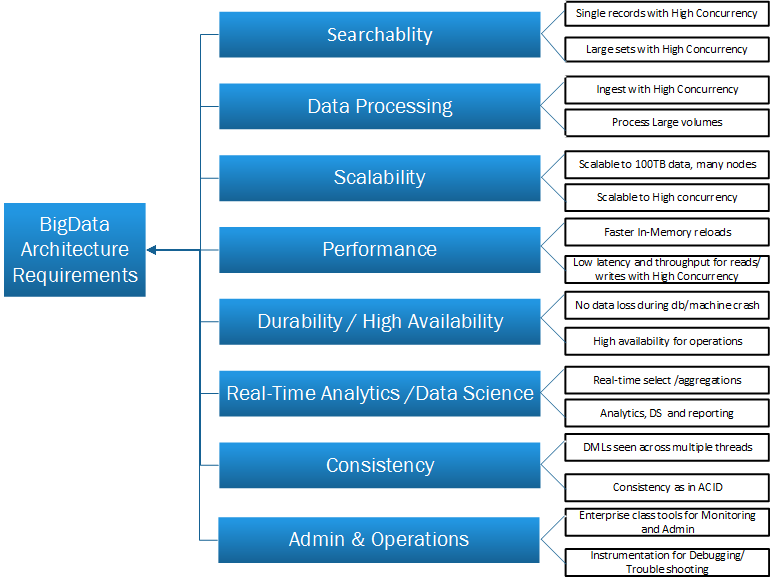 BigData
Architecture
Requirements
Searchablity
Single records with High Concurrency
Large sets with High Concurrency
Data Processing
Ingest with High Concurrency
Process Large volumes
Scalability
Scalable to 100TB data, many nodes
Scalable to High concurrency
Performance
Faster In-Memory reloads
Low latency and throughput for reads/
writes with High Concurrency
Durability / High Availability
No data loss during db/machine crash
High availability for operations
Real-Time Analytics /Data Science
Real-time select /aggregations
Analytics, DS and reporting
Consistency
DMLs seen across multiple threads
Consistency as in ACID
Admin & Operations
Enterprise class tools for Monitoring
and Admin
Instrumentation for Debugging/
Trouble shooting